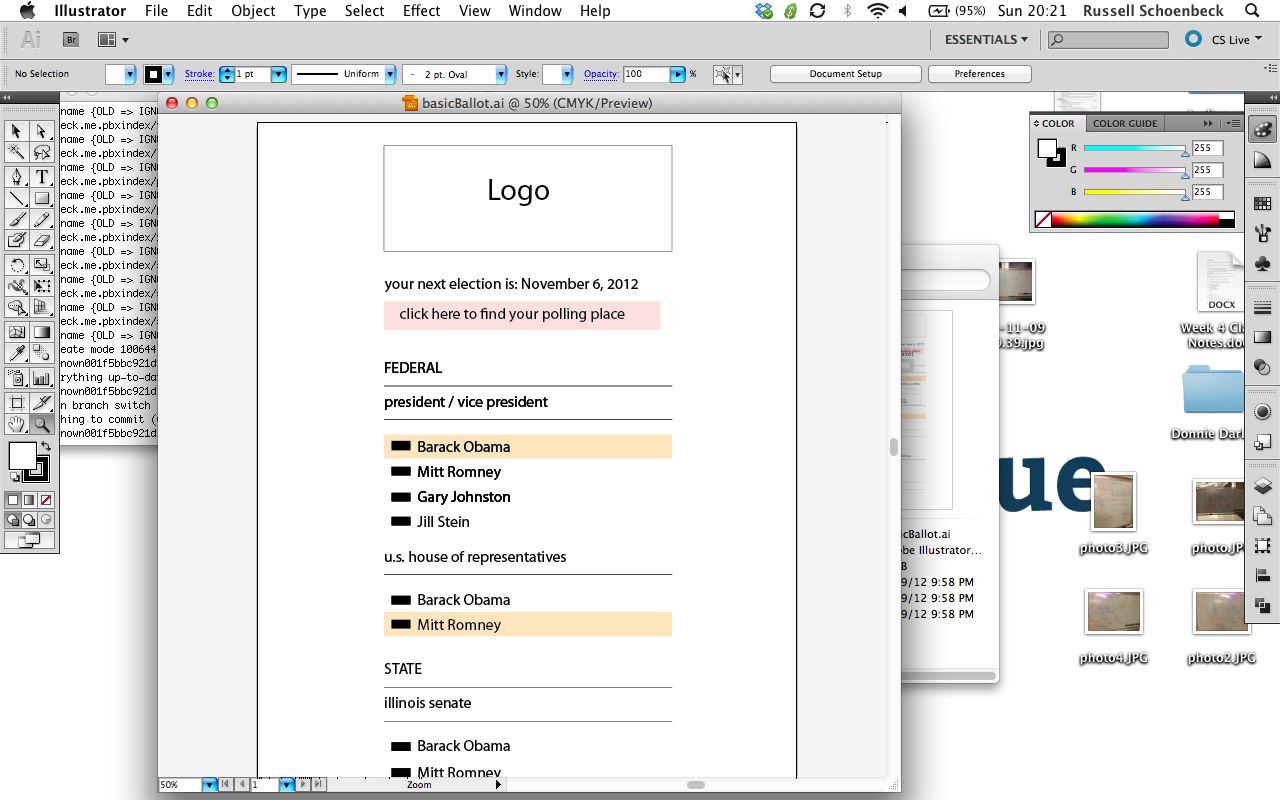 Illustrator File Edit Object Type Select Effect View Window Help (95%) Sun 20:21 Russell Schoenbeck
Ai Br ESSENTIALS CS Live
No Selection Stroke: 1 pt Uniform 2 pt. Oval Style: Opacity: 100 % Document Setup Preferences
basicBallot.ai @ 50% (CMYK/Preview)
name {OLD => IGN
eck.me.pbxindex/
name {OLD => IGN
eck.me.pbxindex/
name {OLD => IGN
eck.me.pbxindex/
name {OLD => IGN
eck.me.pbxindex/
name {OLD => IGN
eck.me.pbxindex/
name {OLD => IGN
eck.me.pbxindex/
name {OLD => IGN
eck.me.pbxindex/
name {OLD => IGN
eck.me.pbxindex/
name {OLD => IGN
eate mode 100644
nown001f5bbc921d
rything up-to-da
nown001f5bbc921d
n branch switch
hing to commit (
nown001f5bbc921d
Logo
your next election is: November 6, 2012
click here to find your polling place
FEDERAL
president / vice president
Barack Obama
Mitt Romney
Gary Johnston
Jill Stein
u.s. house of representatives
Barack Obama
Mitt Romney
STATE
illinois senate
Barack Obama
Mitt Romney
50% 1 Zoom
COLOR COLOR GUIDE
R 255
G 255
B 255
-11-09
.39.jpg
DOCX
Week 4 Cl
Notes.do
Donnie Dar
ue
icBallot.ai
be Illustrator...
B
9/12 9:58 PM
9/12 9:58 PM
9/12 9:58 PM
photo3.JPG
photo.JP
photo4.JPG
photo2.JPG